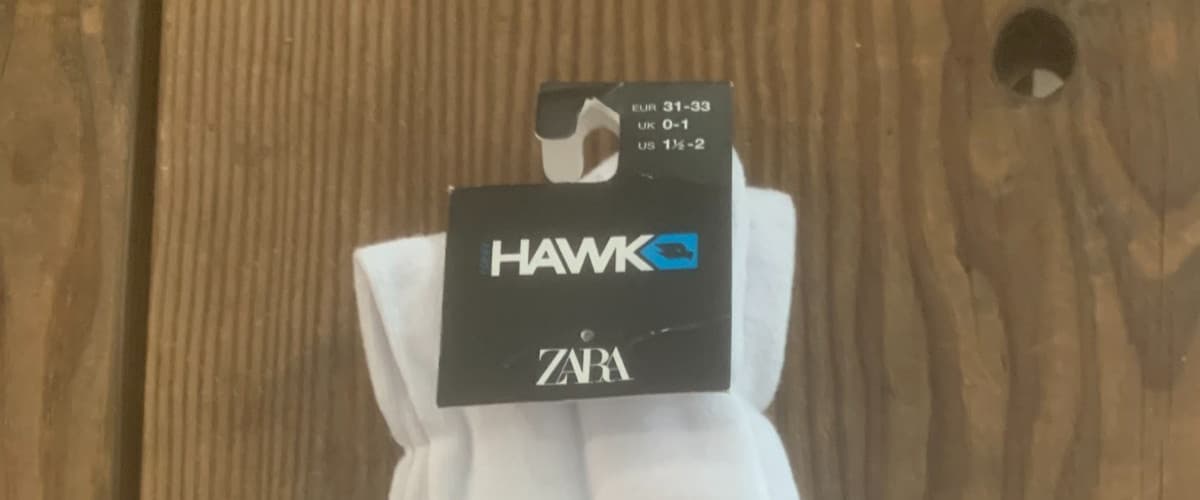 EUR 31-33
UK 0-1
US 1½-2
HAWK
ZARA